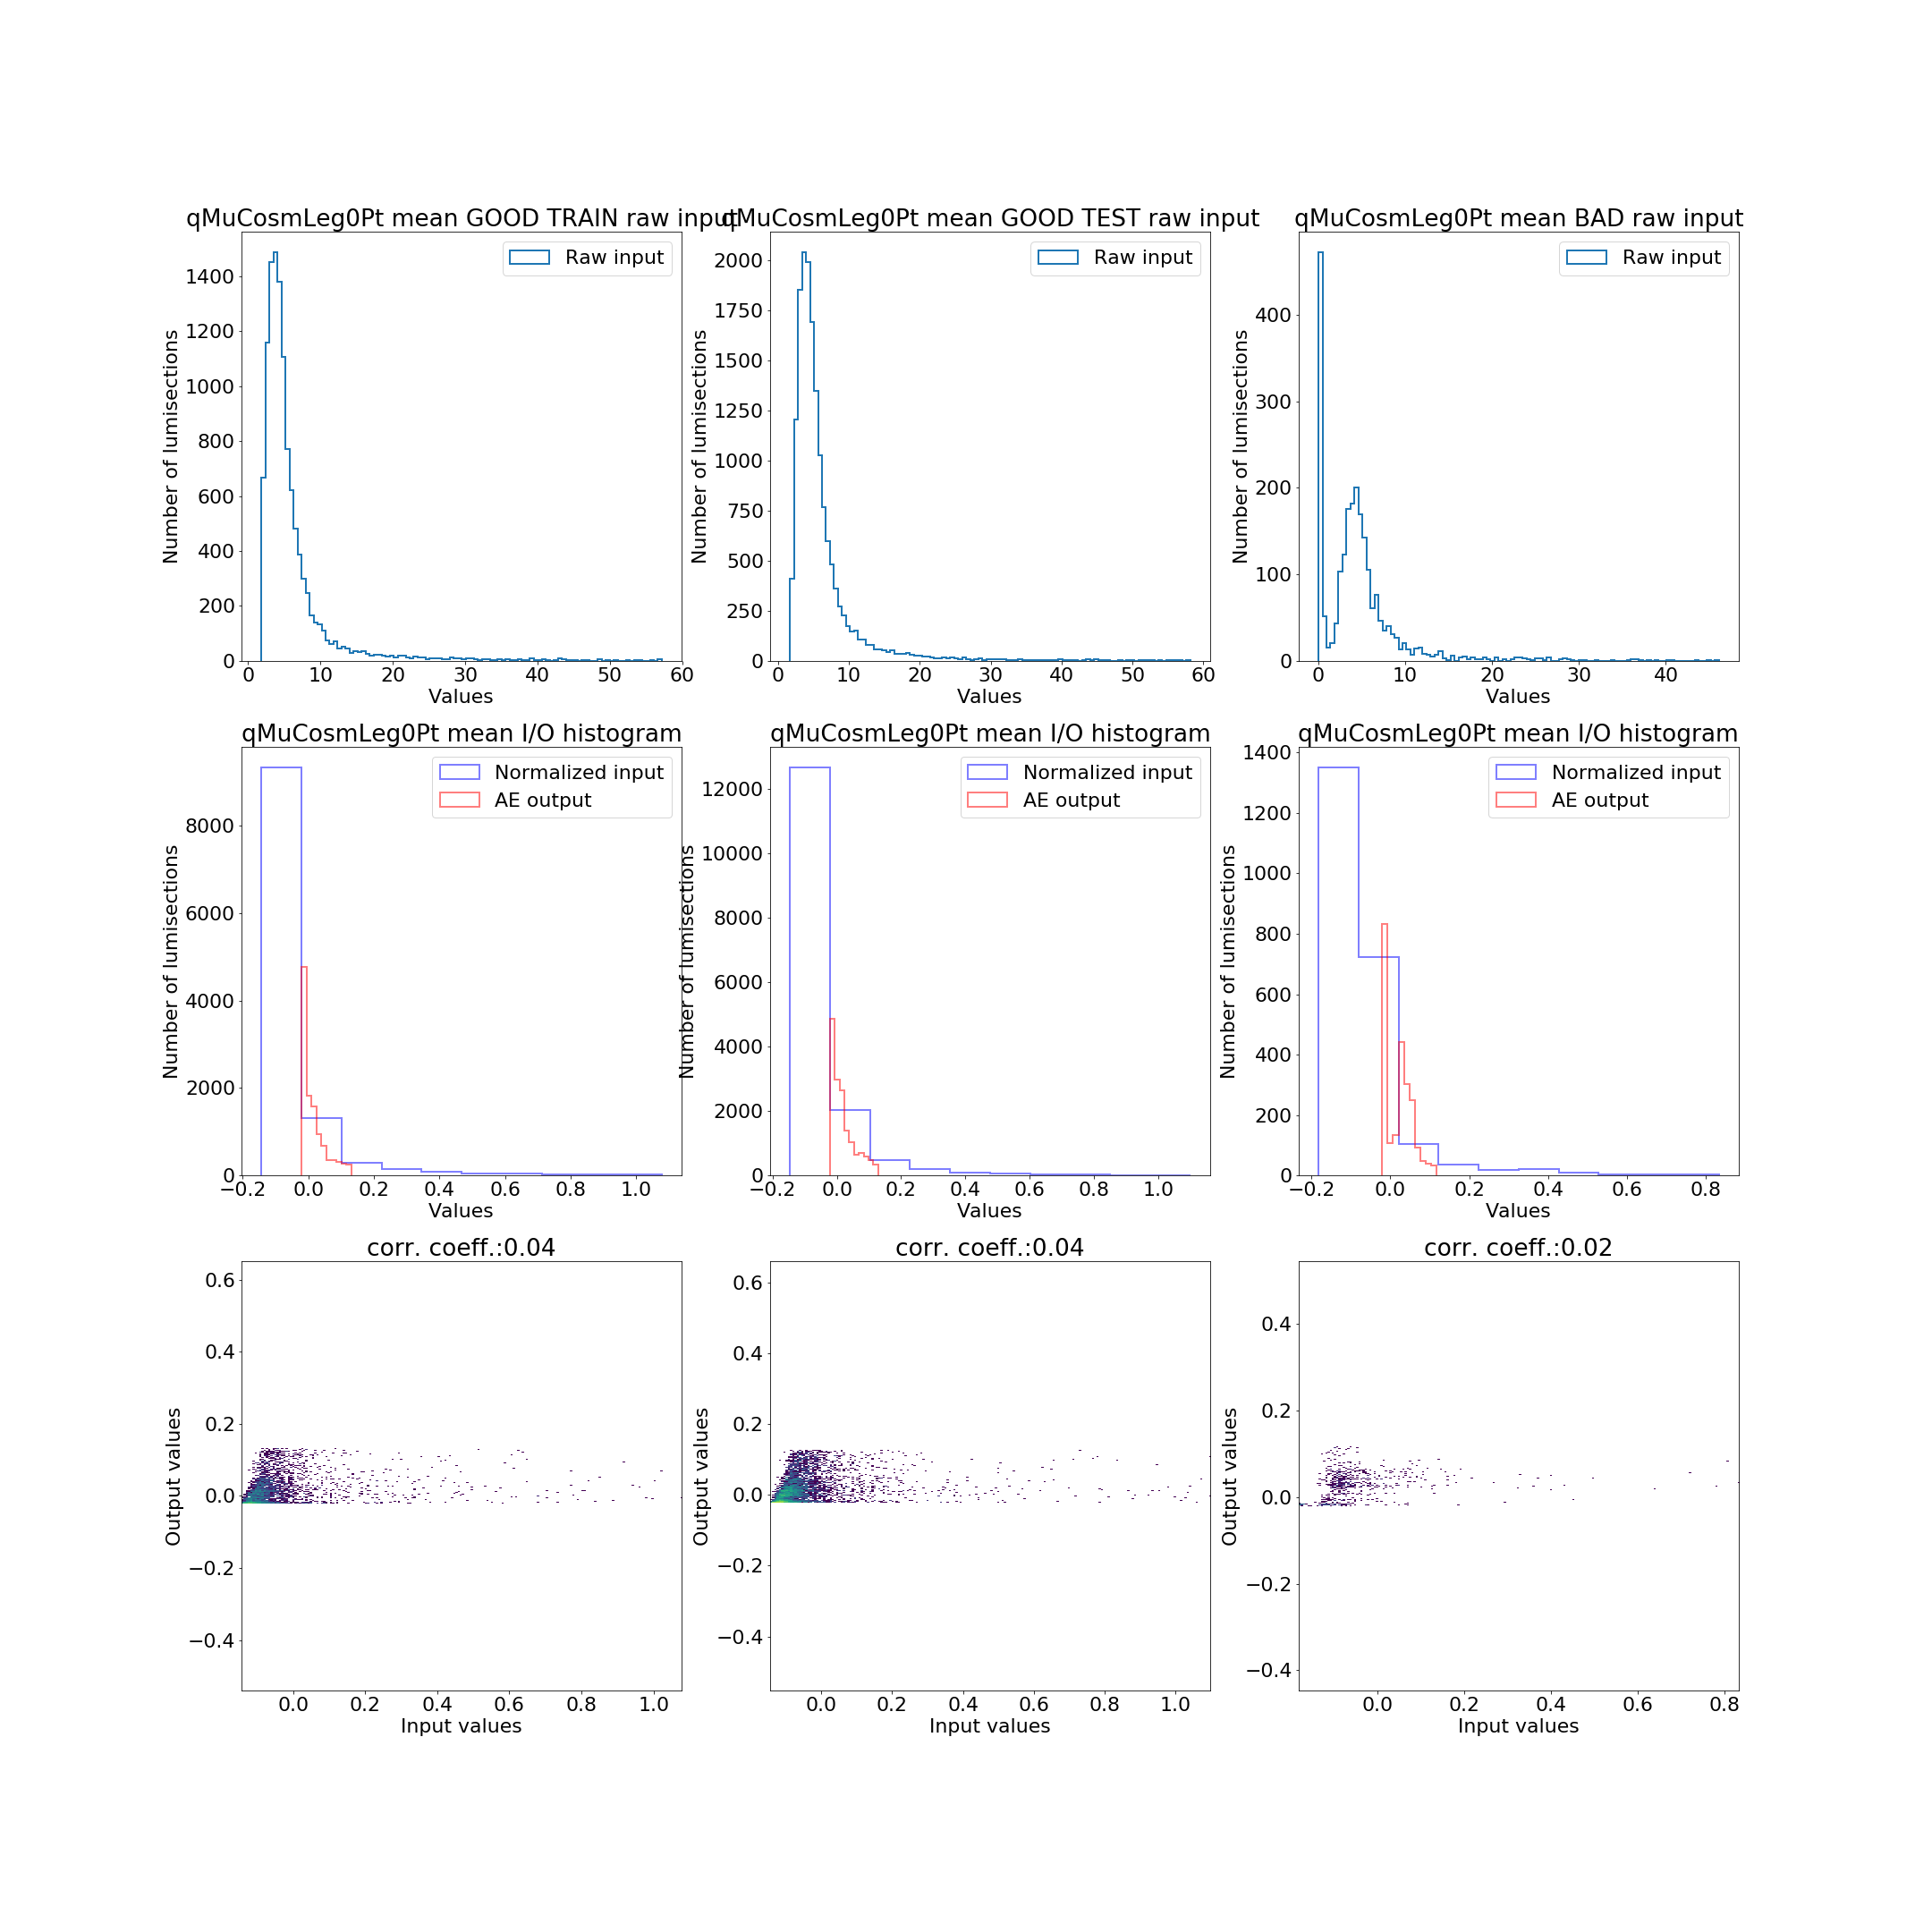 qMuCosmLeg0Pt mean GOOD TRAIN raw input
Raw input
Number of lumisections
0 200 400 600 800 1000 1200 1400
0 10 20 30 40 50 60
Values
qMuCosmLeg0Pt mean GOOD TEST raw input
Raw input
Number of lumisections
0 250 500 750 1000 1250 1500 1750 2000
0 10 20 30 40 50 60
Values
qMuCosmLeg0Pt mean BAD raw input
Raw input
Number of lumisections
0 100 200 300 400
0 10 20 30 40
Values
qMuCosmLeg0Pt mean I/O histogram
Normalized input
AE output
Number of lumisections
0 2000 4000 6000 8000
−0.2 0.0 0.2 0.4 0.6 0.8 1.0
Values
qMuCosmLeg0Pt mean I/O histogram
Normalized input
AE output
Number of lumisections
0 2000 4000 6000 8000 10000 12000
−0.2 0.0 0.2 0.4 0.6 0.8 1.0
Values
qMuCosmLeg0Pt mean I/O histogram
Normalized input
AE output
Number of lumisections
0 200 400 600 800 1000 1200 1400
−0.2 0.0 0.2 0.4 0.6 0.8
Values
corr. coeff.:0.04
Output values
−0.4 −0.2 0.0 0.2 0.4 0.6
0.0 0.2 0.4 0.6 0.8 1.0
Input values
corr. coeff.:0.04
Output values
−0.4 −0.2 0.0 0.2 0.4 0.6
0.0 0.2 0.4 0.6 0.8 1.0
Input values
corr. coeff.:0.02
Output values
−0.4 −0.2 0.0 0.2 0.4
0.0 0.2 0.4 0.6 0.8
Input values